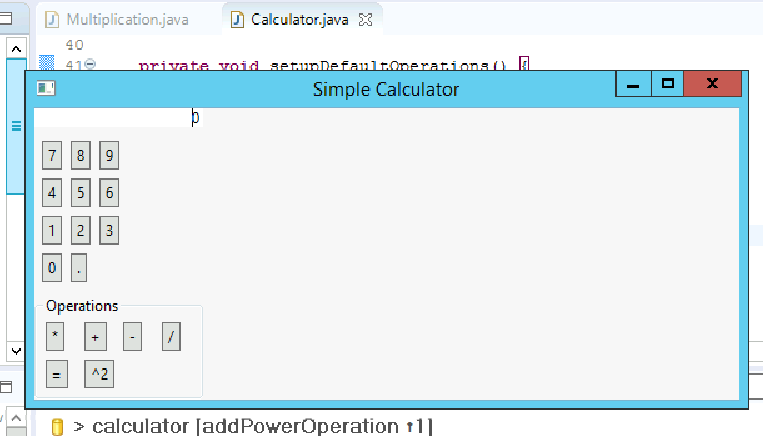 Multiplication.java
Calculator.java
40
41 private void setupDefaultOperations() {
Simple Calculator
0
7 8 9
4 5 6
1 2 3
0 .
Operations
* + - /
= ^2
> calculator [addPowerOperation ↑1]